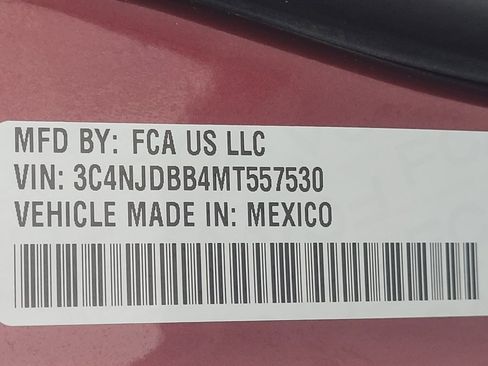 MFD BY: FCA US LLC
VIN: 3C4NJDBB4MT557530
VEHICLE MADE IN: MEXICO